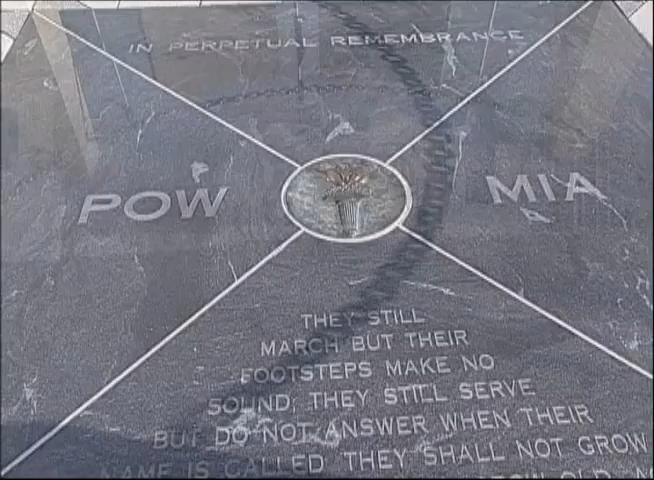 IN PERPETUAL REMEMBRANCE
POW
MIA
THEY STILL
MARCH BUT THEIR
FOOTSTEPS MAKE NO
SOUND; THEY STILL SERVE
BUT DO NOT ANSWER WHEN THEIR
NAME IS CALLED THEY SHALL NOT GROW
OLD